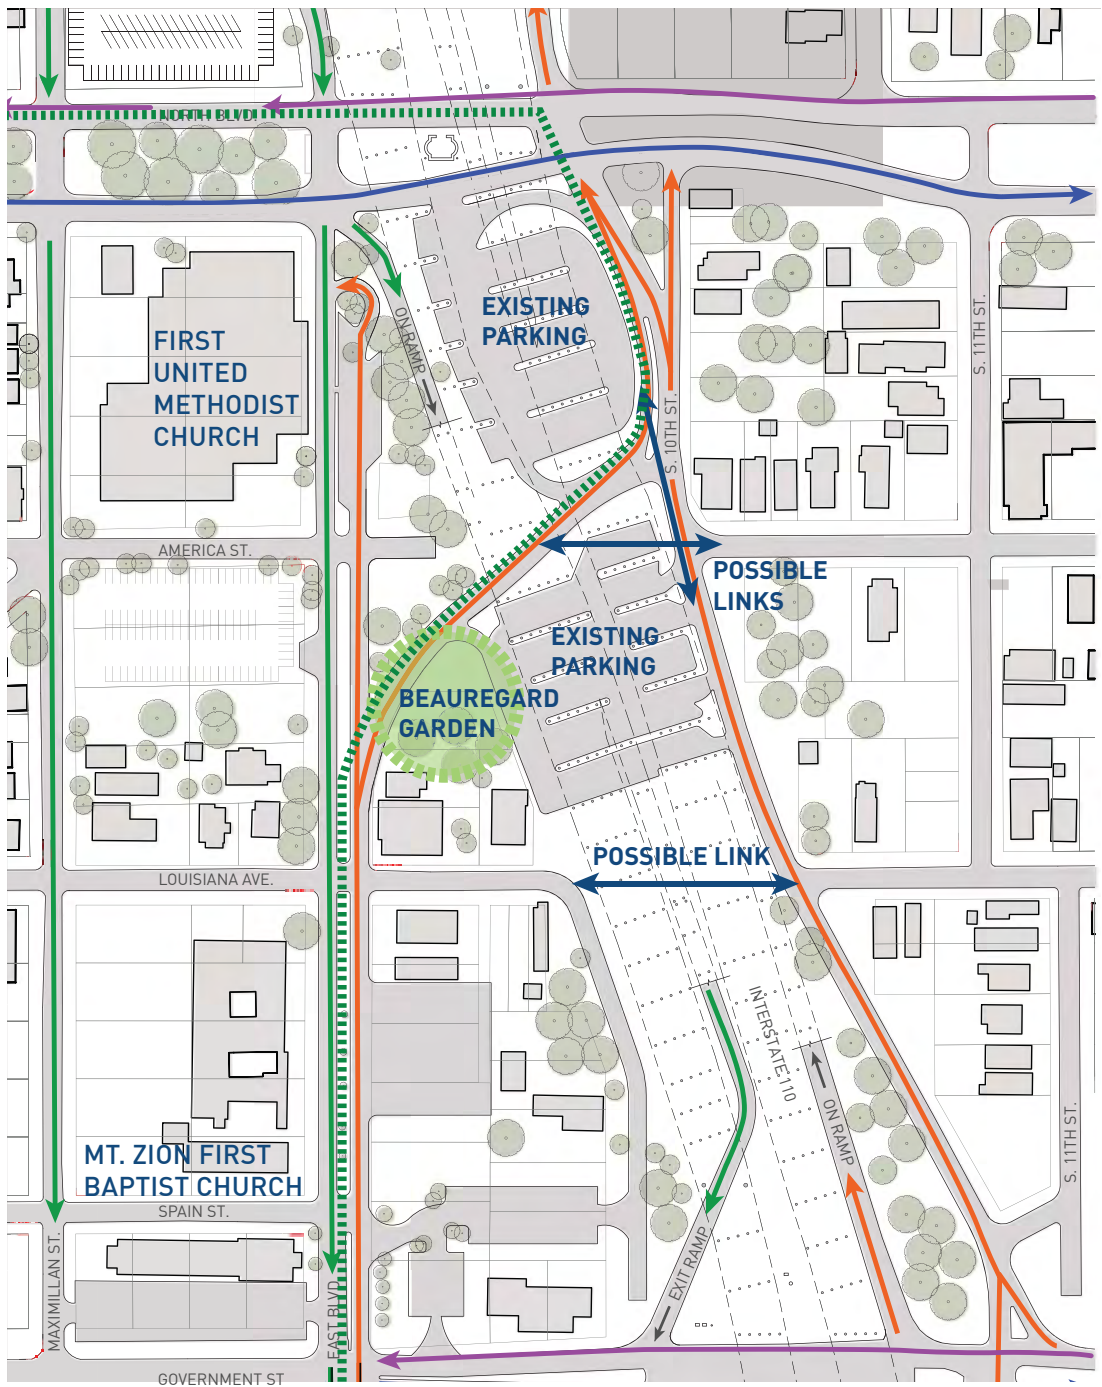 NORTH BLVD.
EXISTING
PARKING
ON RAMP
FIRST
UNITED
METHODIST
CHURCH
S. 11TH ST.
S. 10TH ST.
AMERICA ST.
POSSIBLE
LINKS
EXISTING
PARKING
BEAUREGARD
GARDEN
POSSIBLE LINK
LOUISIANA AVE.
INTERSTATE 110
ON RAMP
S. 11TH ST.
MT. ZION FIRST
BAPTIST CHURCH
SPAIN ST.
EXIT RAMP
MAXIMILLAN ST.
EAST BLVD.
GOVERNMENT ST